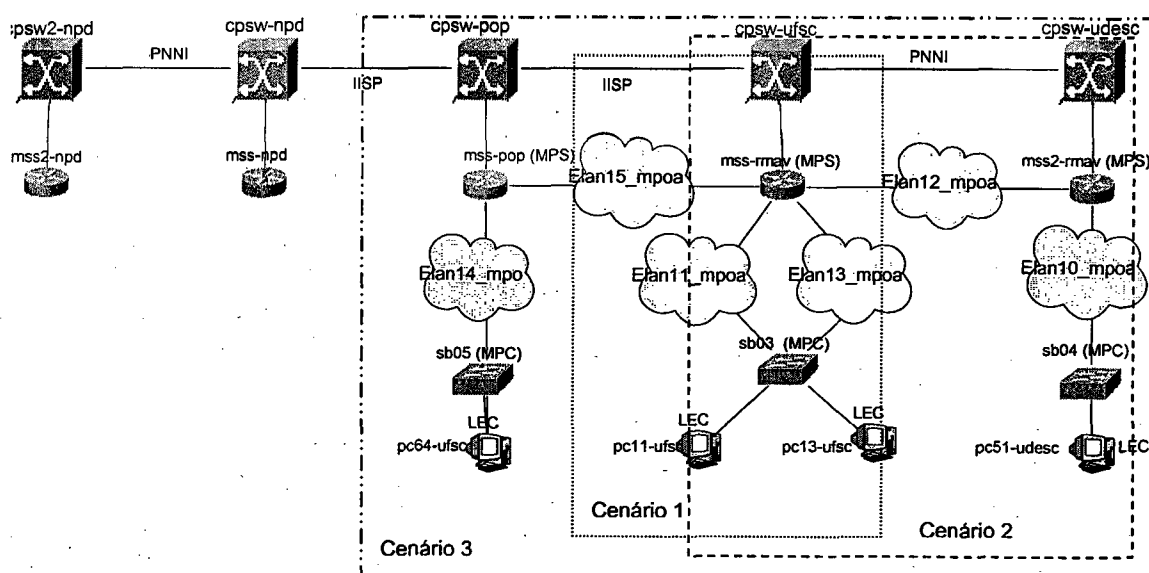 cpsw2-npd cpsw-npd cpsw-pop cpsw-ufsc cpsw-udesc
PNNI IISP IISP PNNI
mss2-npd mss-npd mss-pop (MPS) mss-rmav (MPS) mss2-rmav (MPS)
Elan15_mpoa Elan12_mpoa
Elan14_mpo Elan11_mpoa Elan13_mpoa Elan10_mpoa
sb05 (MPC) sb03 (MPC) sb04 (MPC)
LEC LEC LEC
pc64-ufsc pc11-ufs pc13-ufsc pc51-udesc LEC
Cenário 1
Cenário 2
Cenário 3